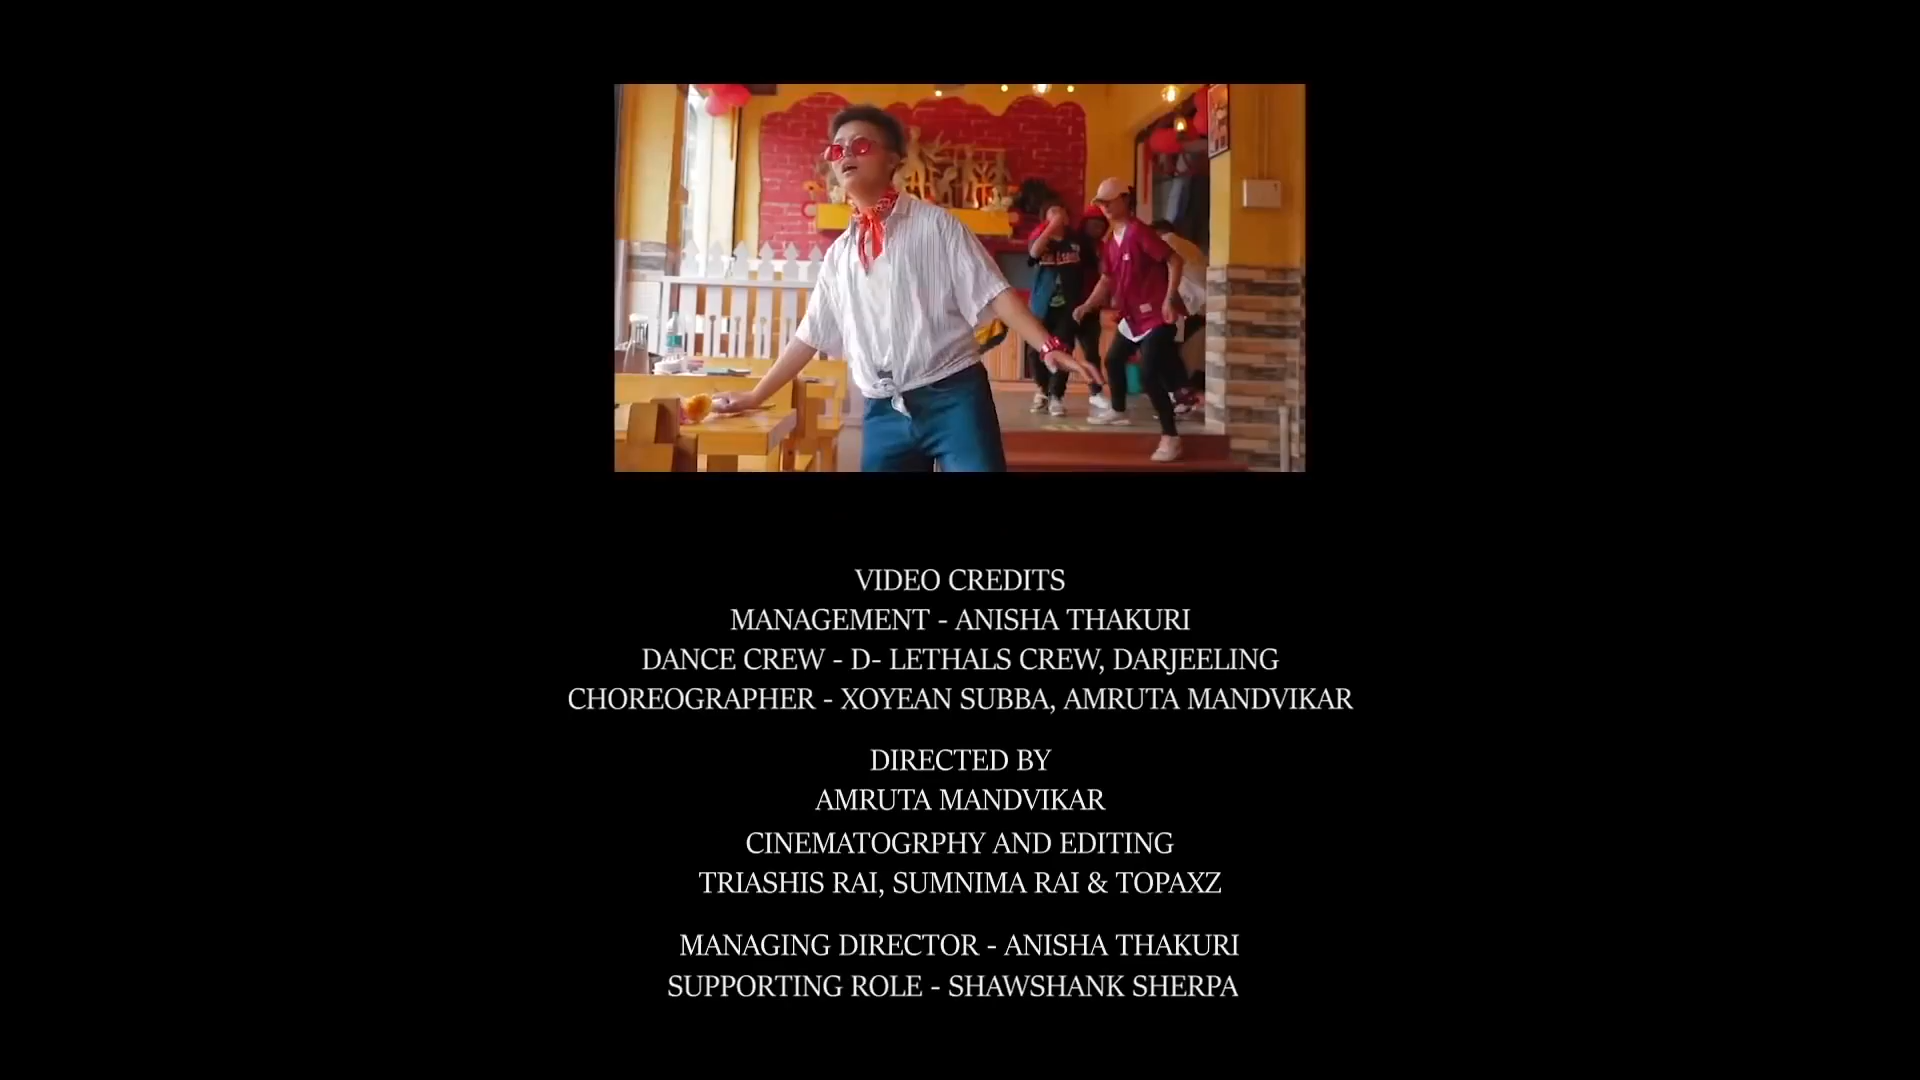 VIDEO CREDITS
MANAGEMENT - ANISHA THAKURI
DANCE CREW - D- LETHALS CREW, DARJEELING
CHOREOGRAPHER - XOYEAN SUBBA, AMRUTA MANDVIKAR
DIRECTED BY
AMRUTA MANDVIKAR
CINEMATOGRPHY AND EDITING
TRIASHIS RAI, SUMNIMA RAI & TOPAXZ
MANAGING DIRECTOR - ANISHA THAKURI
SUPPORTING ROLE - SHAWSHANK SHERPA